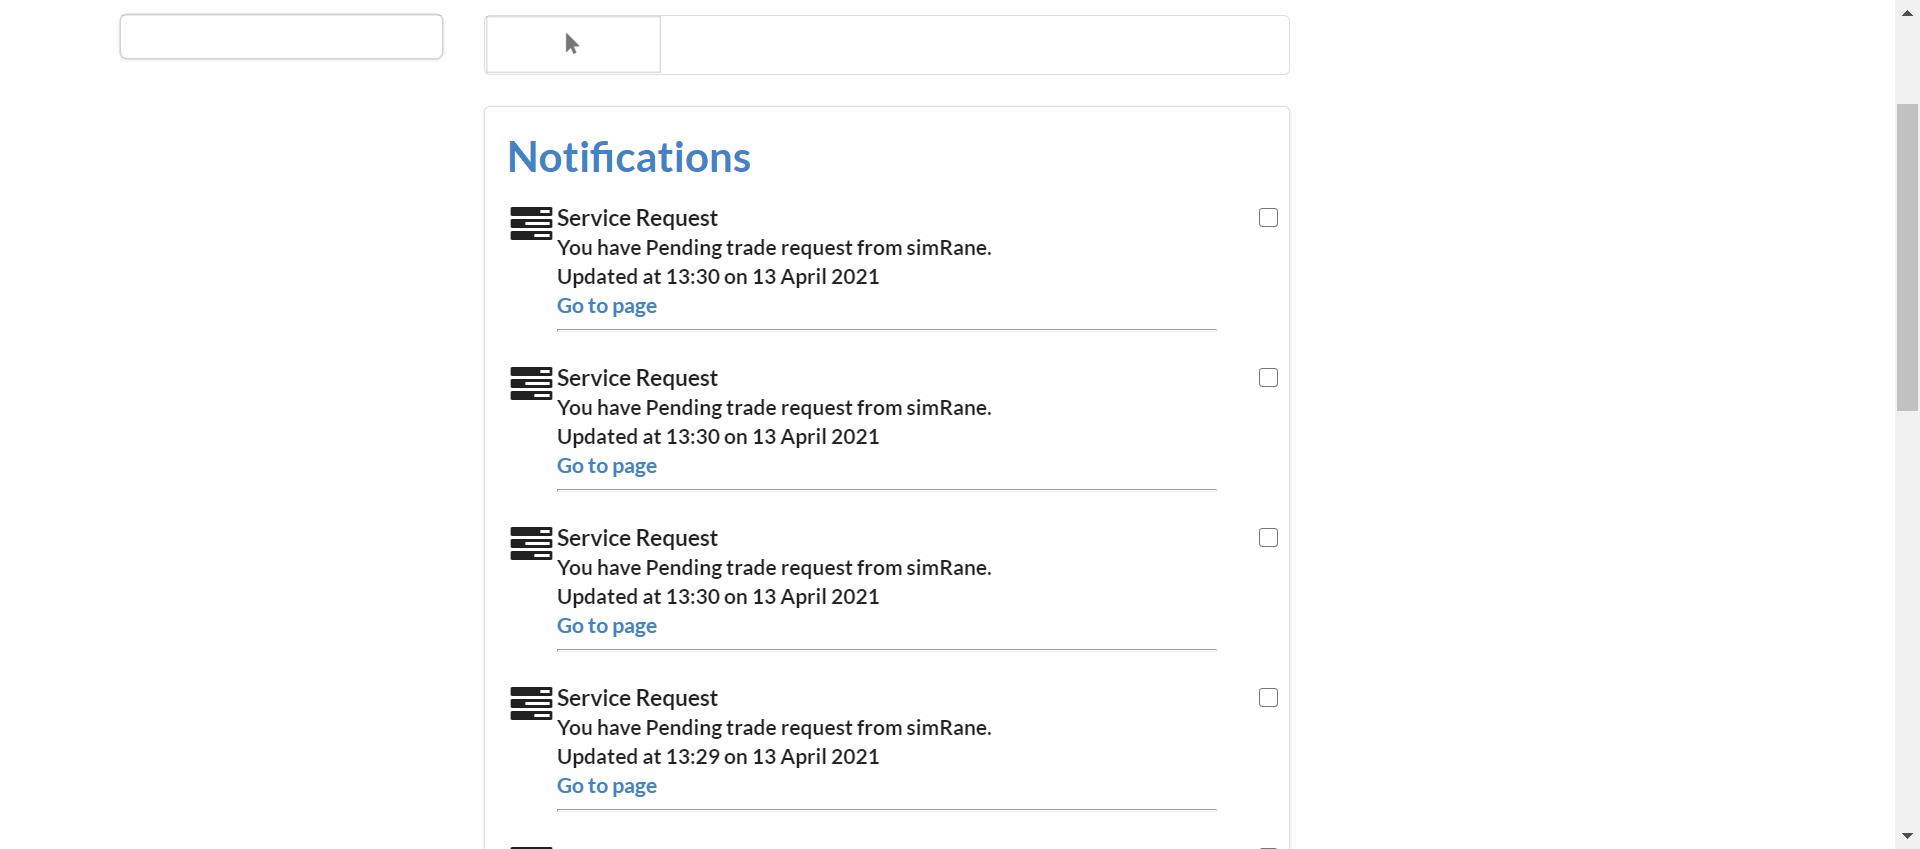 Notifications
Service Request
You have Pending trade request from simRane.
Updated at 13:30 on 13 April 2021
Go to page
Service Request
You have Pending trade request from simRane.
Updated at 13:30 on 13 April 2021
Go to page
Service Request
You have Pending trade request from simRane.
Updated at 13:30 on 13 April 2021
Go to page
Service Request
You have Pending trade request from simRane.
Updated at 13:29 on 13 April 2021
Go to page